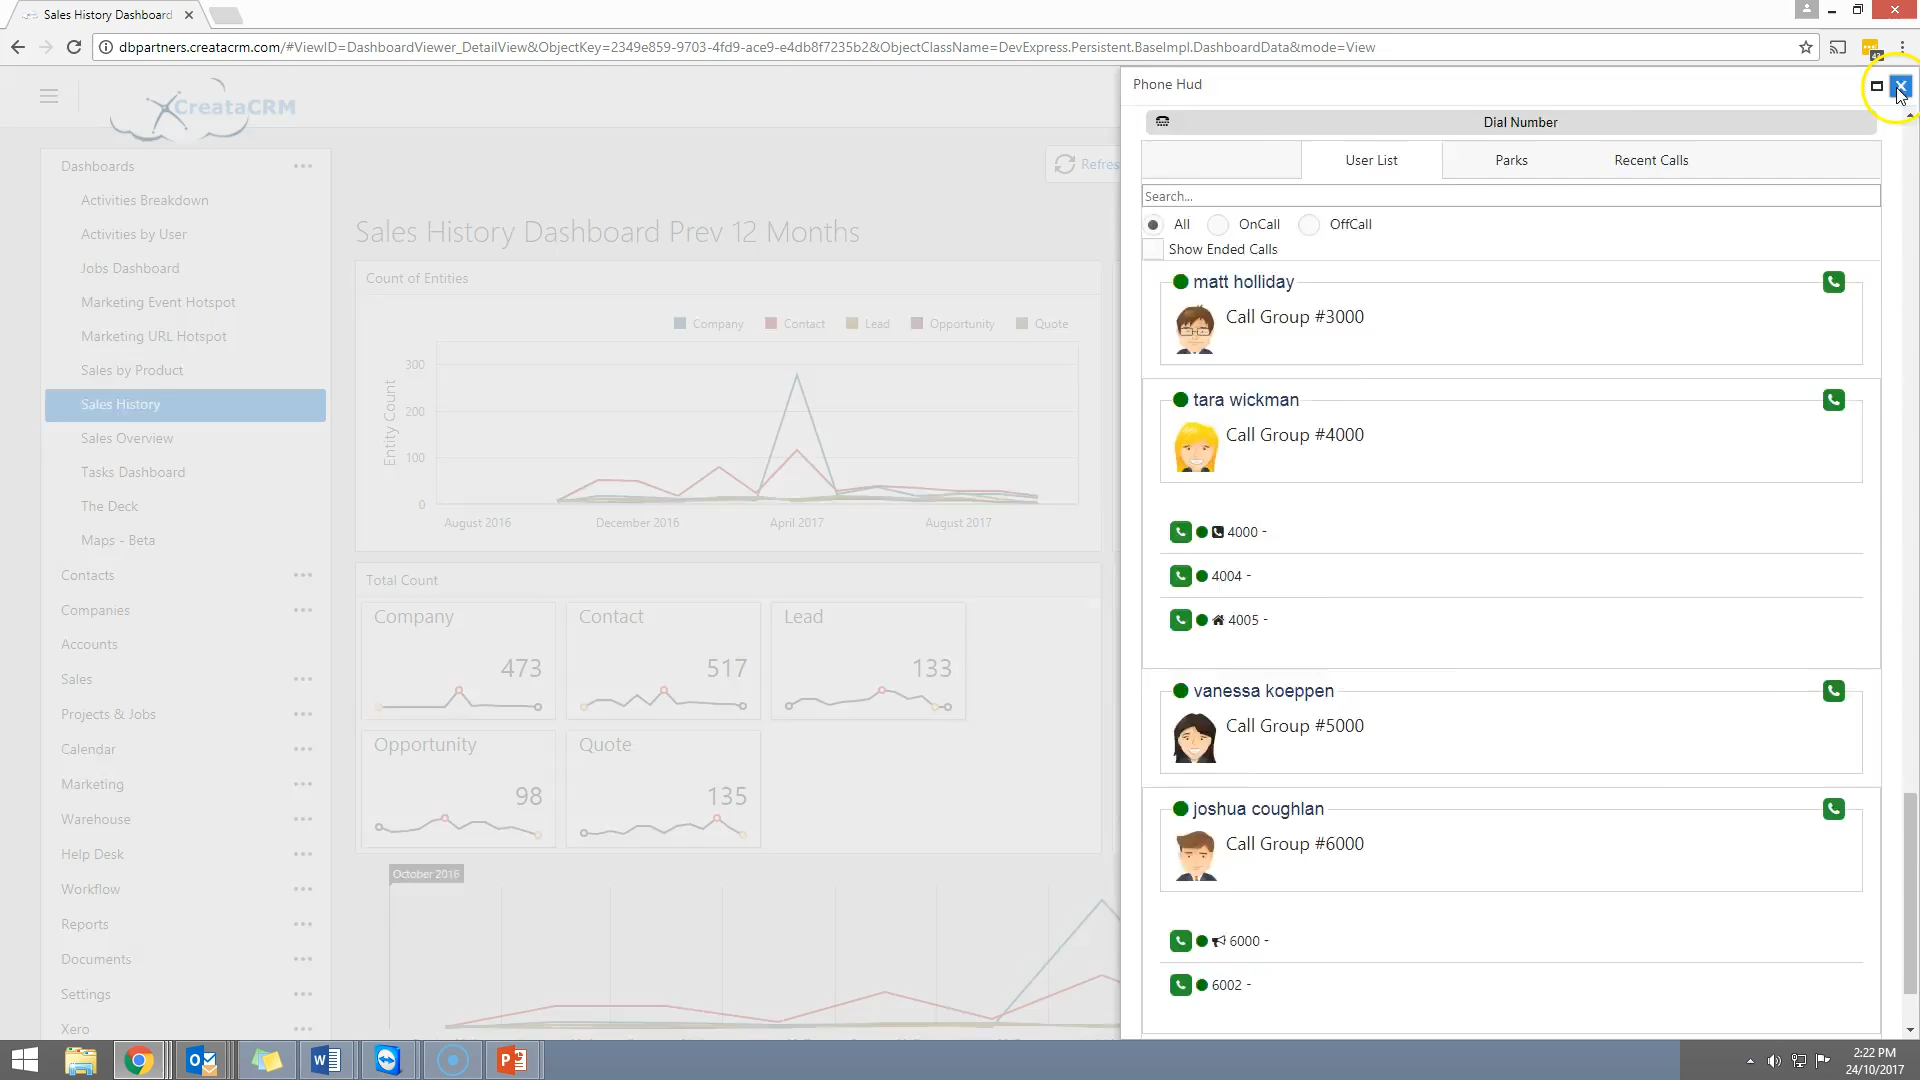 Sales History Dashboard
dbpartners.creatacrm.com/#ViewID=DashboardViewer_DetailView&ObjectKey=2349e859-9703-4fd9-ace9-e4db8f7235b2&ObjectClassName=DevExpress.Persistent.BaseImpl.DashboardData&mode=View
CreataCRM
Dashboards
Activities Breakdown
Activities by User
Jobs Dashboard
Marketing Event Hotspot
Marketing URL Hotspot
Sales by Product
Sales History
Sales Overview
Tasks Dashboard
The Deck
Maps - Beta
Contacts
Companies
Accounts
Sales
Projects & Jobs
Calendar
Marketing
Warehouse
Help Desk
Workflow
Reports
Documents
Settings
Xero
Refres
Sales History Dashboard Prev 12 Months
Count of Entities
Company Contact Lead Opportunity Quote
Entity Count
300
200
100
0
August 2016 December 2016 April 2017 August 2017
Total Count
Company
473
Contact
517
Lead
133
Opportunity
98
Quote
135
October 2016
Phone Hud
Dial Number
User List Parks Recent Calls
Search...
All OnCall OffCall
Show Ended Calls
matt holliday
Call Group #3000
tara wickman
Call Group #4000
4000 -
4004 -
4005 -
vanessa koeppen
Call Group #5000
joshua coughlan
Call Group #6000
6000 -
6002 -
2:22 PM
24/10/2017